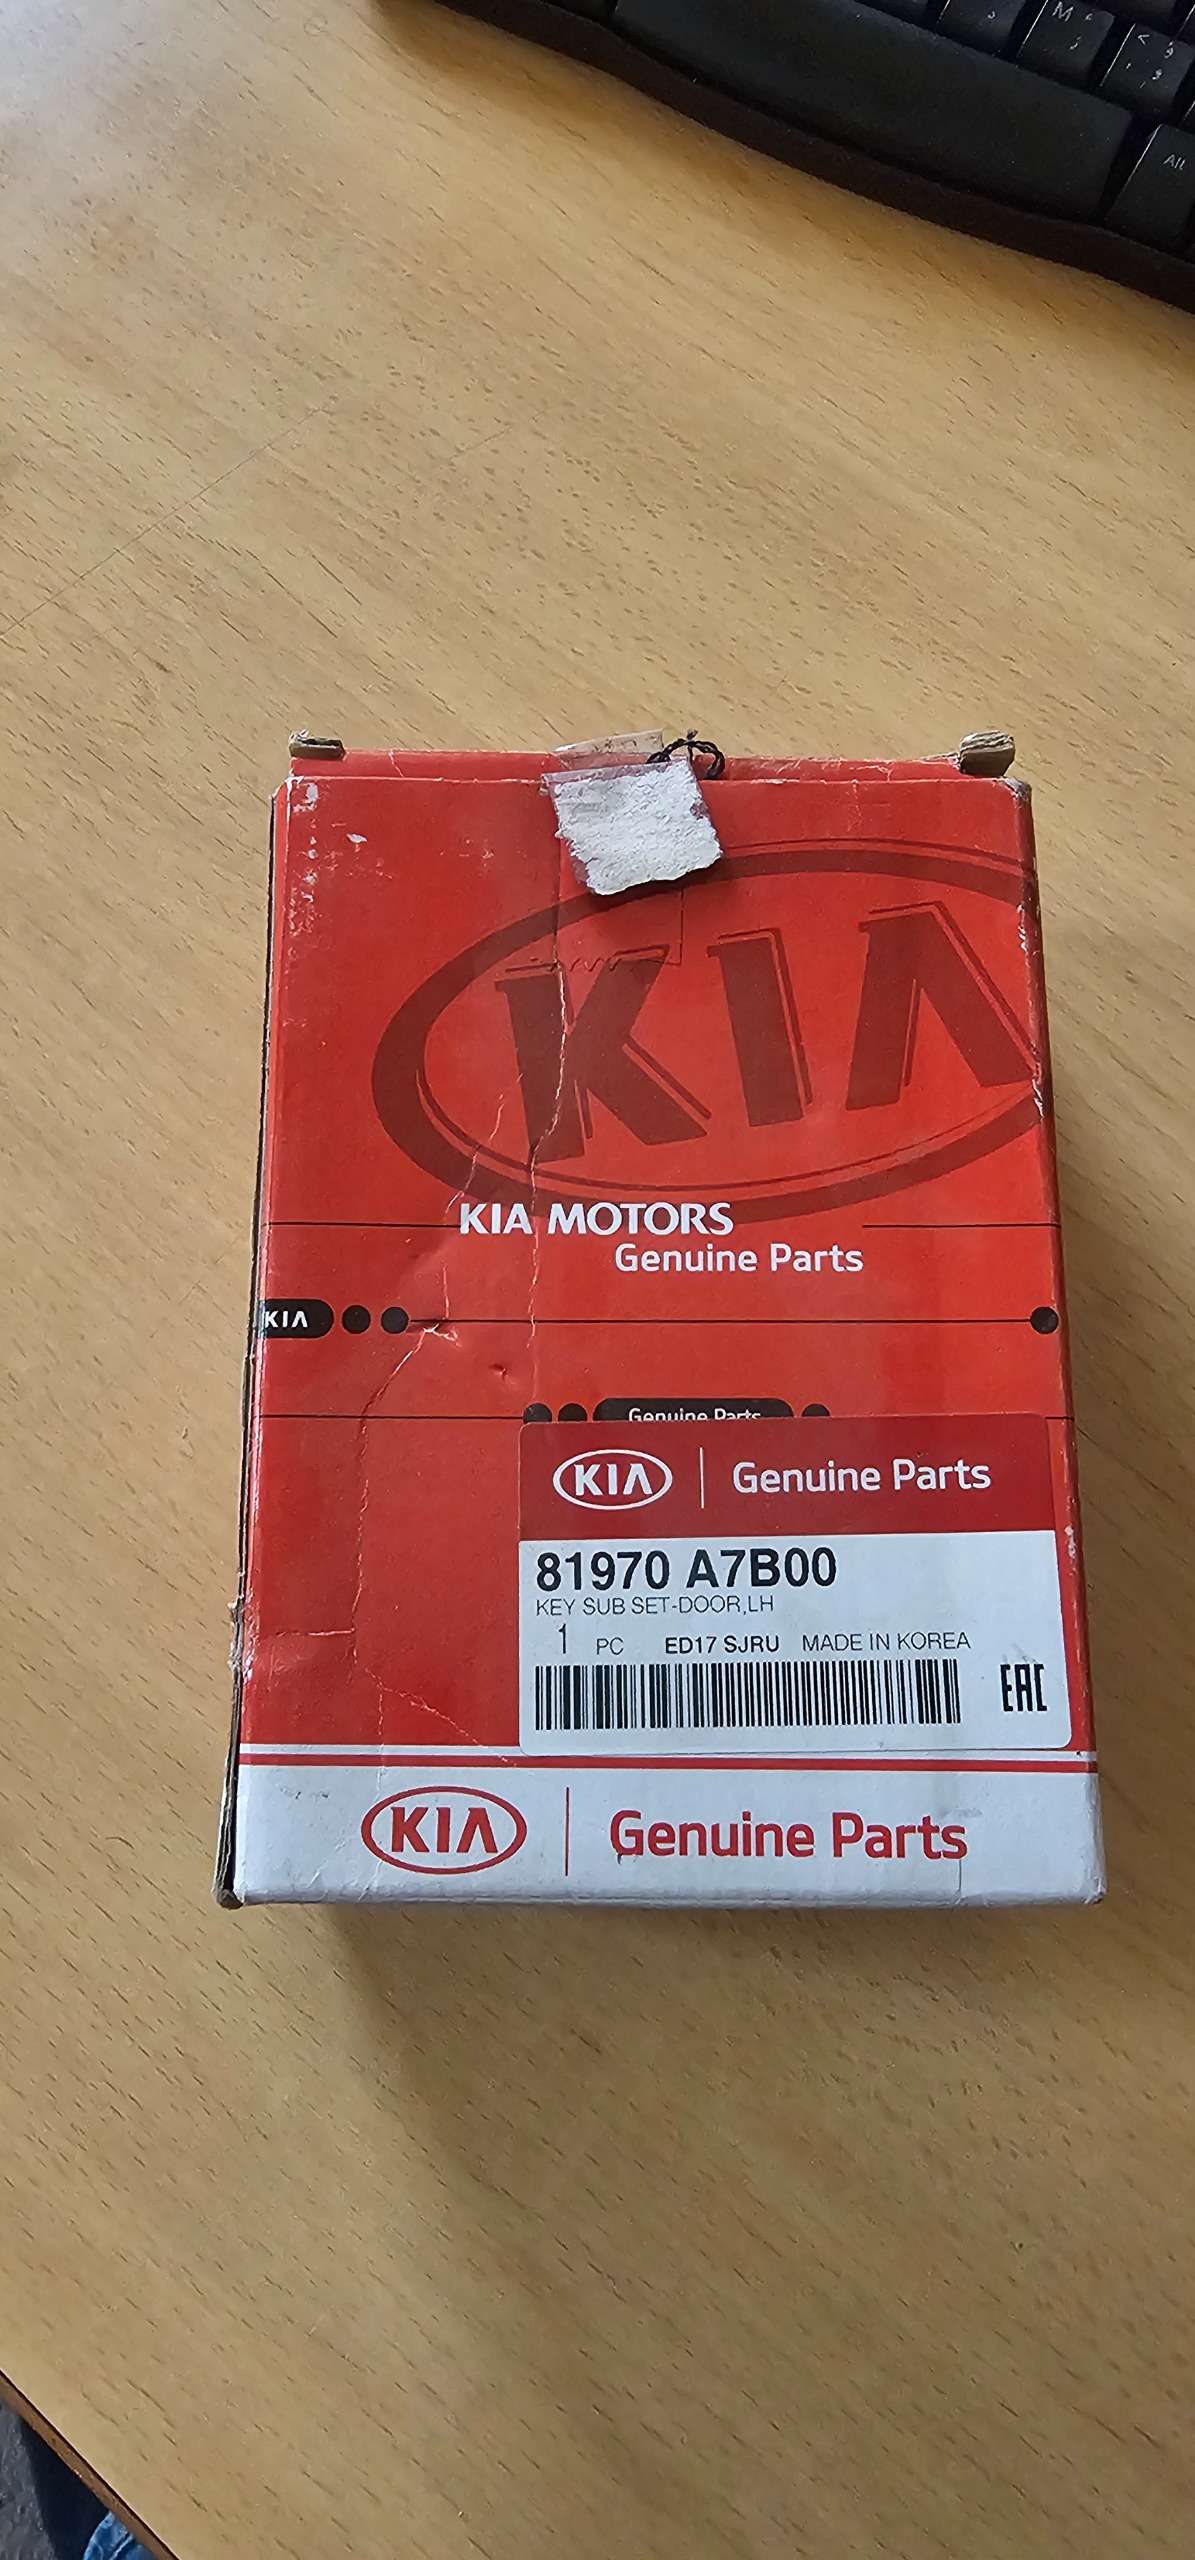 M
Alt
KIA
KIA MOTORS
Genuine Parts
KIA
Genuine Parts
KIA Genuine Parts
81970 A7B00
KEY SUB SET-DOOR,LH
1 PC ED17 SJRU MADE IN KOREA
EAC
KIA Genuine Parts